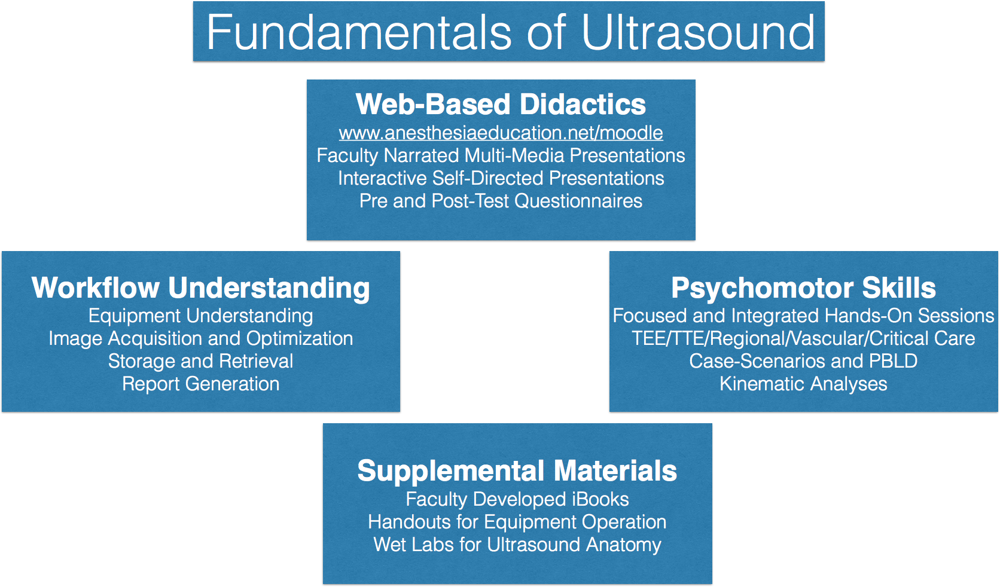 Fundamentals of Ultrasound
Web-Based Didactics
www.anesthesiaeducation.net/moodle
Faculty Narrated Multi-Media Presentations
Interactive Self-Directed Presentations
Pre and Post-Test Questionnaires
Workflow Understanding
Equipment Understanding
Image Acquisition and Optimization
Storage and Retrieval
Report Generation
Psychomotor Skills
Focused and Integrated Hands-On Sessions
TEE/TTE/Regional/Vascular/Critical Care
Case-Scenarios and PBLD
Kinematic Analyses
Supplemental Materials
Faculty Developed iBooks
Handouts for Equipment Operation
Wet Labs for Ultrasound Anatomy